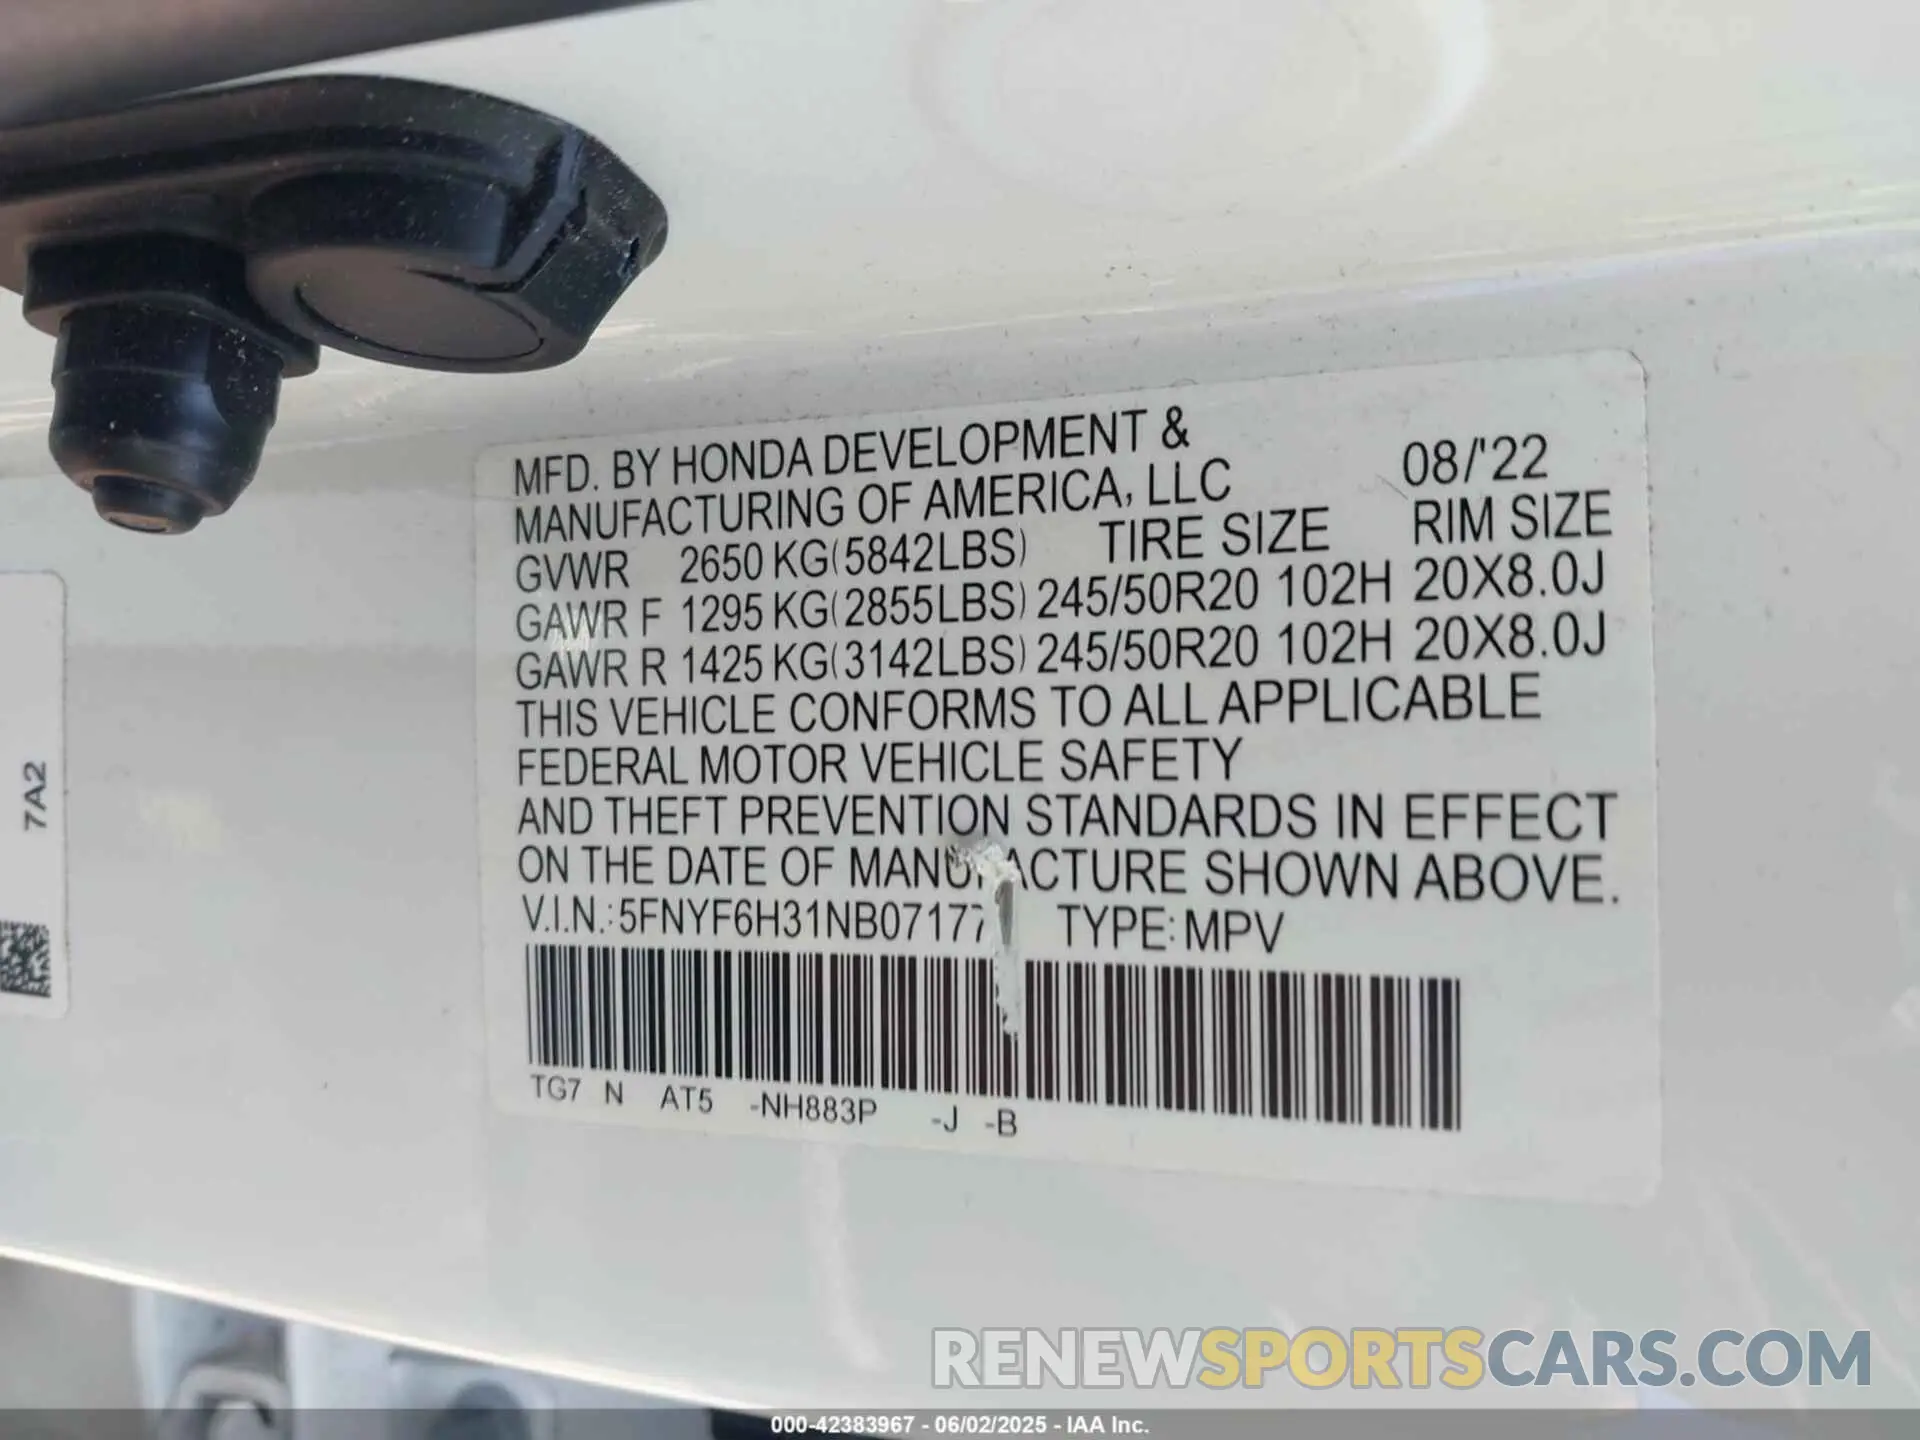 MFD. BY HONDA DEVELOPMENT & 08/'22
MANUFACTURING OF AMERICA, LLC
GVWR 2650 KG(5842LBS) TIRE SIZE RIM SIZE
GAWR F 1295 KG(2855LBS) 245/50R20 102H 20X8.0J
GAWR R 1425 KG(3142LBS) 245/50R20 102H 20X8.0J
THIS VEHICLE CONFORMS TO ALL APPLICABLE
FEDERAL MOTOR VEHICLE SAFETY
AND THEFT PREVENTION STANDARDS IN EFFECT
ON THE DATE OF MANUFACTURE SHOWN ABOVE.
V.I.N.: TYPE: MPV
TG7 N AT5 -NH883P -J -B
7A2
RENEWSPORTSCARS.COM
000-42383967 - 06/02/2025 - IAA Inc.